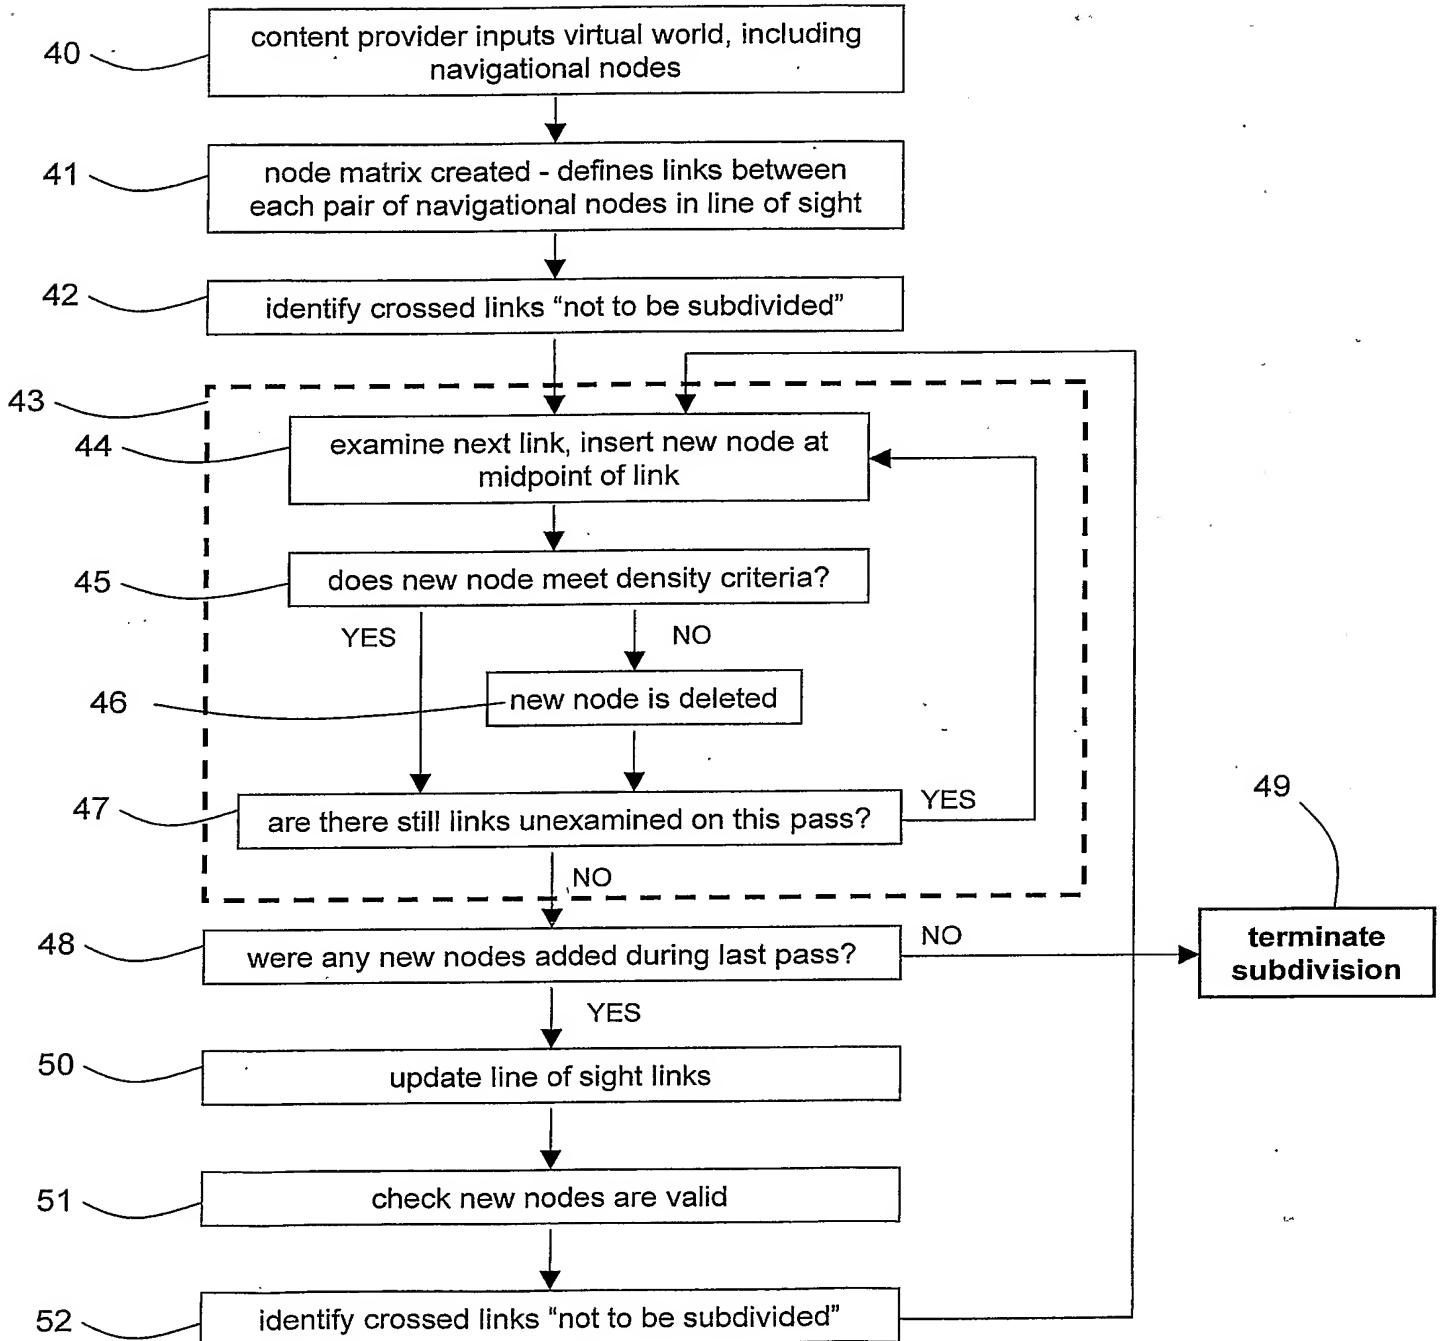 40
content provider inputs virtual world, including
navigational nodes
41
node matrix created - defines links between
each pair of navigational nodes in line of sight
42
identify crossed links “not to be subdivided”
43
44
examine next link, insert new node at
midpoint of link
45
does new node meet density criteria?
YES
NO
46
new node is deleted
47
are there still links unexamined on this pass?
YES
NO
48
were any new nodes added during last pass?
NO
49
terminate
subdivision
YES
50
update line of sight links
51
check new nodes are valid
52
identify crossed links “not to be subdivided”